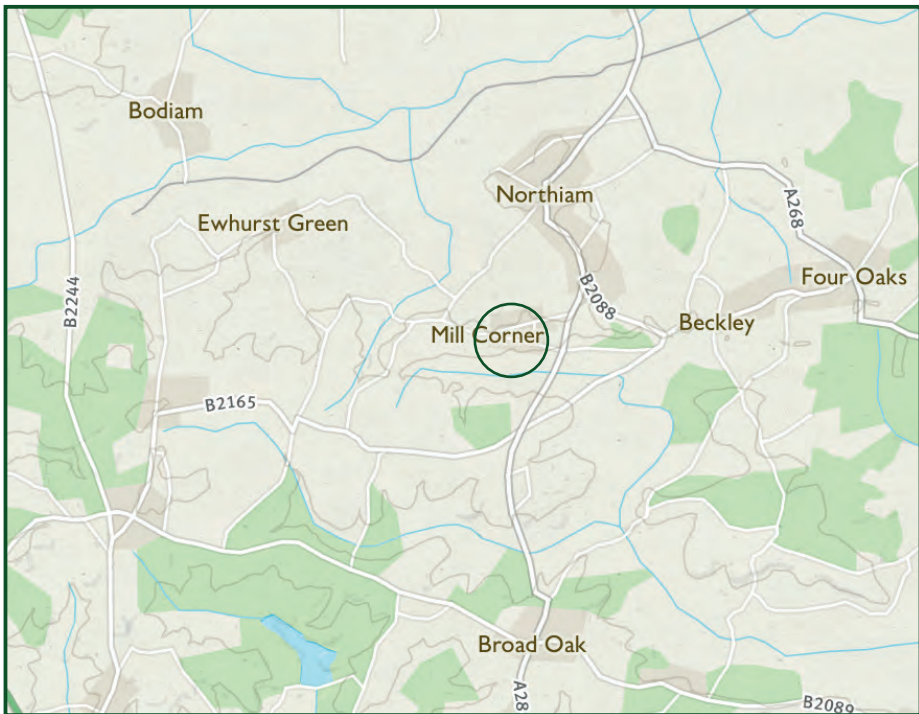 Bodiam
Northiam
A268
Ewhurst Green
Four Oaks
B2244
B2088
Beckley
Mill Corner
B2165
Broad Oak
A28
B2089